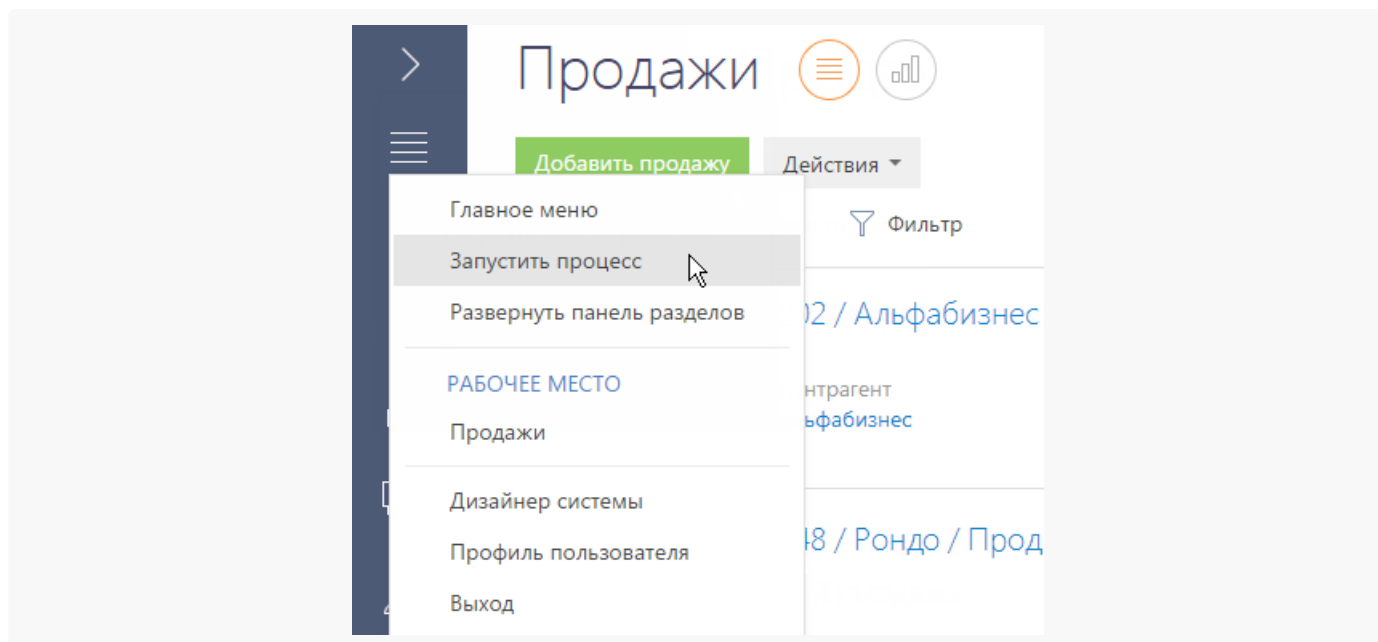 Продажи
Добавить продажу
Действия
Главное меню
Фильтр
Запустить процесс
Развернуть панель разделов
02 / Альфабизнес
РАБОЧЕЕ МЕСТО
нтрагент
ьфабизнес
Продажи
Дизайнер системы
48 / Рондо / Прод
Профиль пользователя
Выход